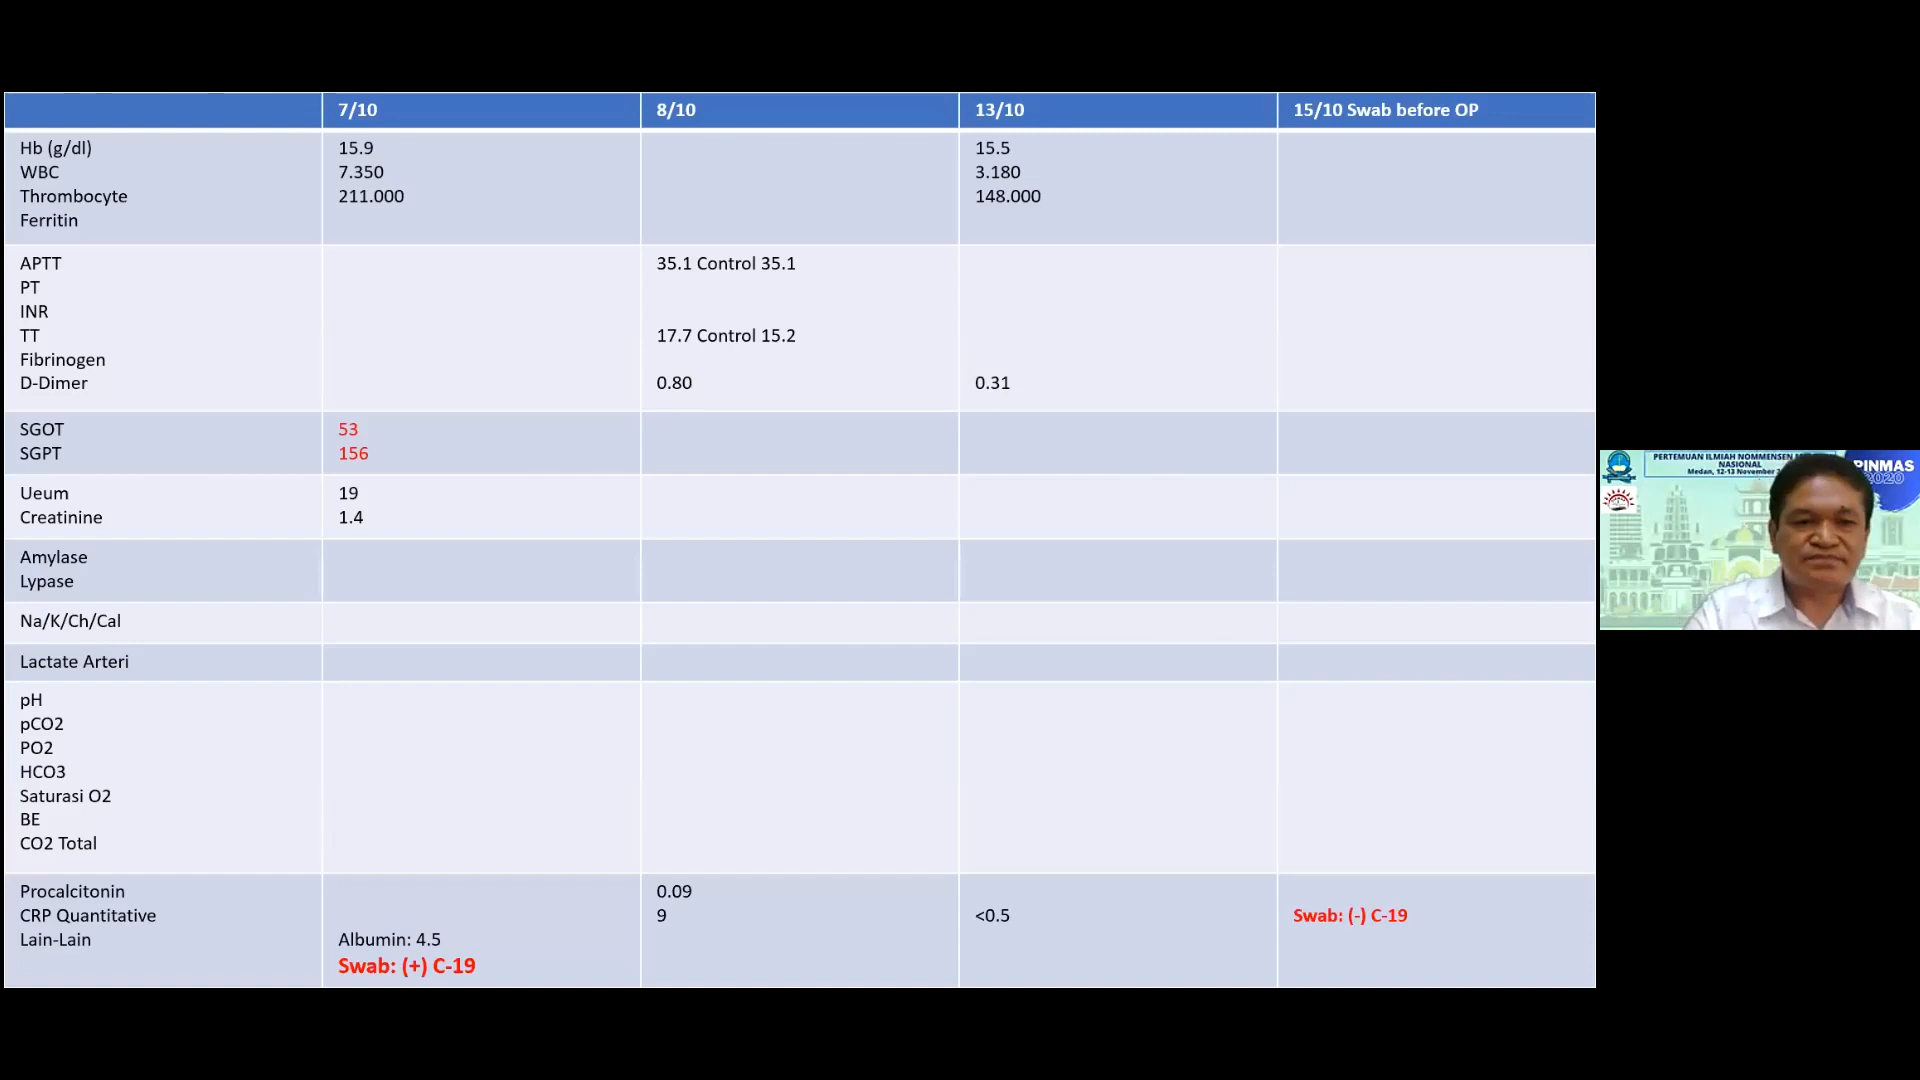 7/10 8/10 13/10 15/10 Swab before OP
Hb (g/dl) 15.9 15.5
WBC 7.350 3.180
Thrombocyte 211.000 148.000
Ferritin
APTT 35.1 Control 35.1
PT
INR
TT 17.7 Control 15.2
Fibrinogen
D-Dimer 0.80 0.31
SGOT 53
SGPT 156
Ueum 19
Creatinine 1.4
Amylase
Lypase
Na/K/Ch/Cal
Lactate Arteri
pH
pCO2
PO2
HCO3
Saturasi O2
BE
CO2 Total
Procalcitonin 0.09
CRP Quantitative 9 <0.5 Swab: (-) C-19
Lain-Lain Albumin: 4.5
Swab: (+) C-19
PERTEMUAN ILMIAH NOMMENSEN
NASIONAL
Medan, 12-13 November
PINMAS
2020